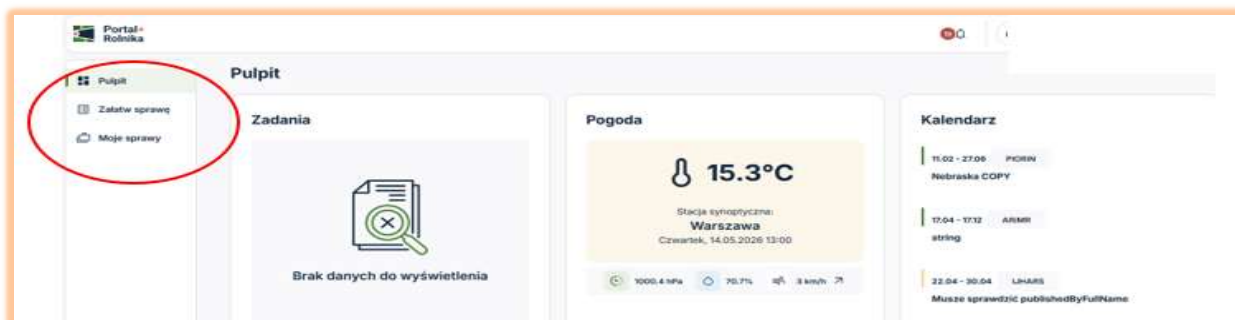 Portal+
Rolnika
Pulpit
Załatw sprawę
Moje sprawy
Pulpit
Zadania
Brak danych do wyświetlenia
Pogoda
15.3°C
Stacja synoptyczna:
Warszawa
Czwartek, 14.05.2026 13:00
1000.4 hPa 70.7% 3 km/h
Kalendarz
11.02 - 27.06 PIORIN
Nebraska COPY
17.04 - 17.12 ARIMR
string
22.04 - 30.04 IJHARS
Musze sprawdzić publishedByFullName